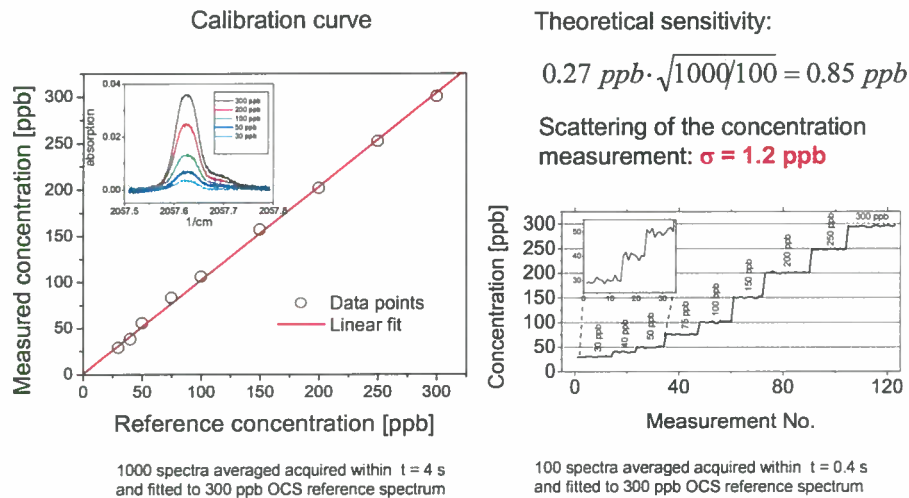 Calibration curve
Measured concentration [ppb]
300
250
200
150
100
50
0
0 50 100 150 200 250 300
Reference concentration [ppb]
absorption
0.04
0.02
0.00
2057.5 2057.6 2057.7 2057.8
1/cm
300 ppb
200 ppb
100 ppb
50 ppb
30 ppb
Data points
Linear fit
1000 spectra averaged acquired within t = 4 s
and fitted to 300 ppb OCS reference spectrum
Theoretical sensitivity:
0.27 ppb·√1000/100 = 0.85 ppb
Scattering of the concentration
measurement: σ = 1.2 ppb
Concentration [ppb]
300
250
200
150
100
50
0
0 40 80 120
Measurement No.
50
40
30
0 10 20 30
30 ppb
40 ppb
50 ppb
75 ppb
100 ppb
150 ppb
200 ppb
250 ppb
300 ppb
100 spectra averaged acquired within t = 0.4 s
and fitted to 300 ppb OCS reference spectrum